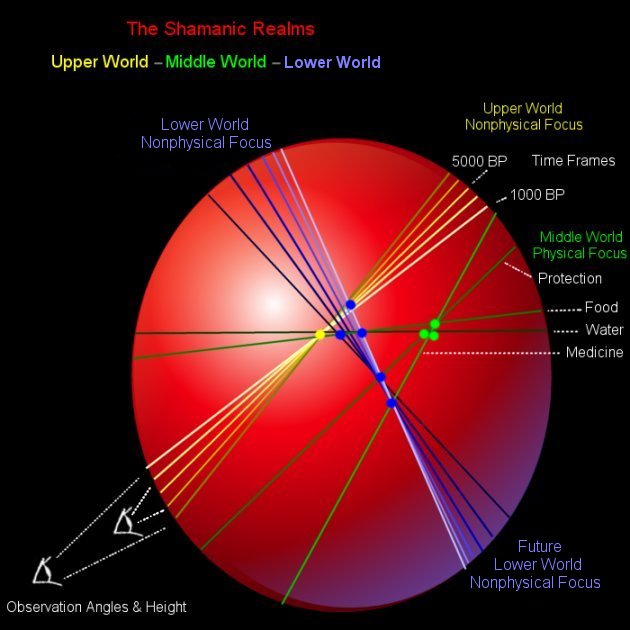 The Shamanic Realms
Upper World – Middle World – Lower World
Upper World
Nonphysical Focus
Lower World
Nonphysical Focus
5000 BP Time Frames
1000 BP
Middle World
Physical Focus
Protection
Food
Water
Medicine
Future
Lower World
Nonphysical Focus
Observation Angles & Height